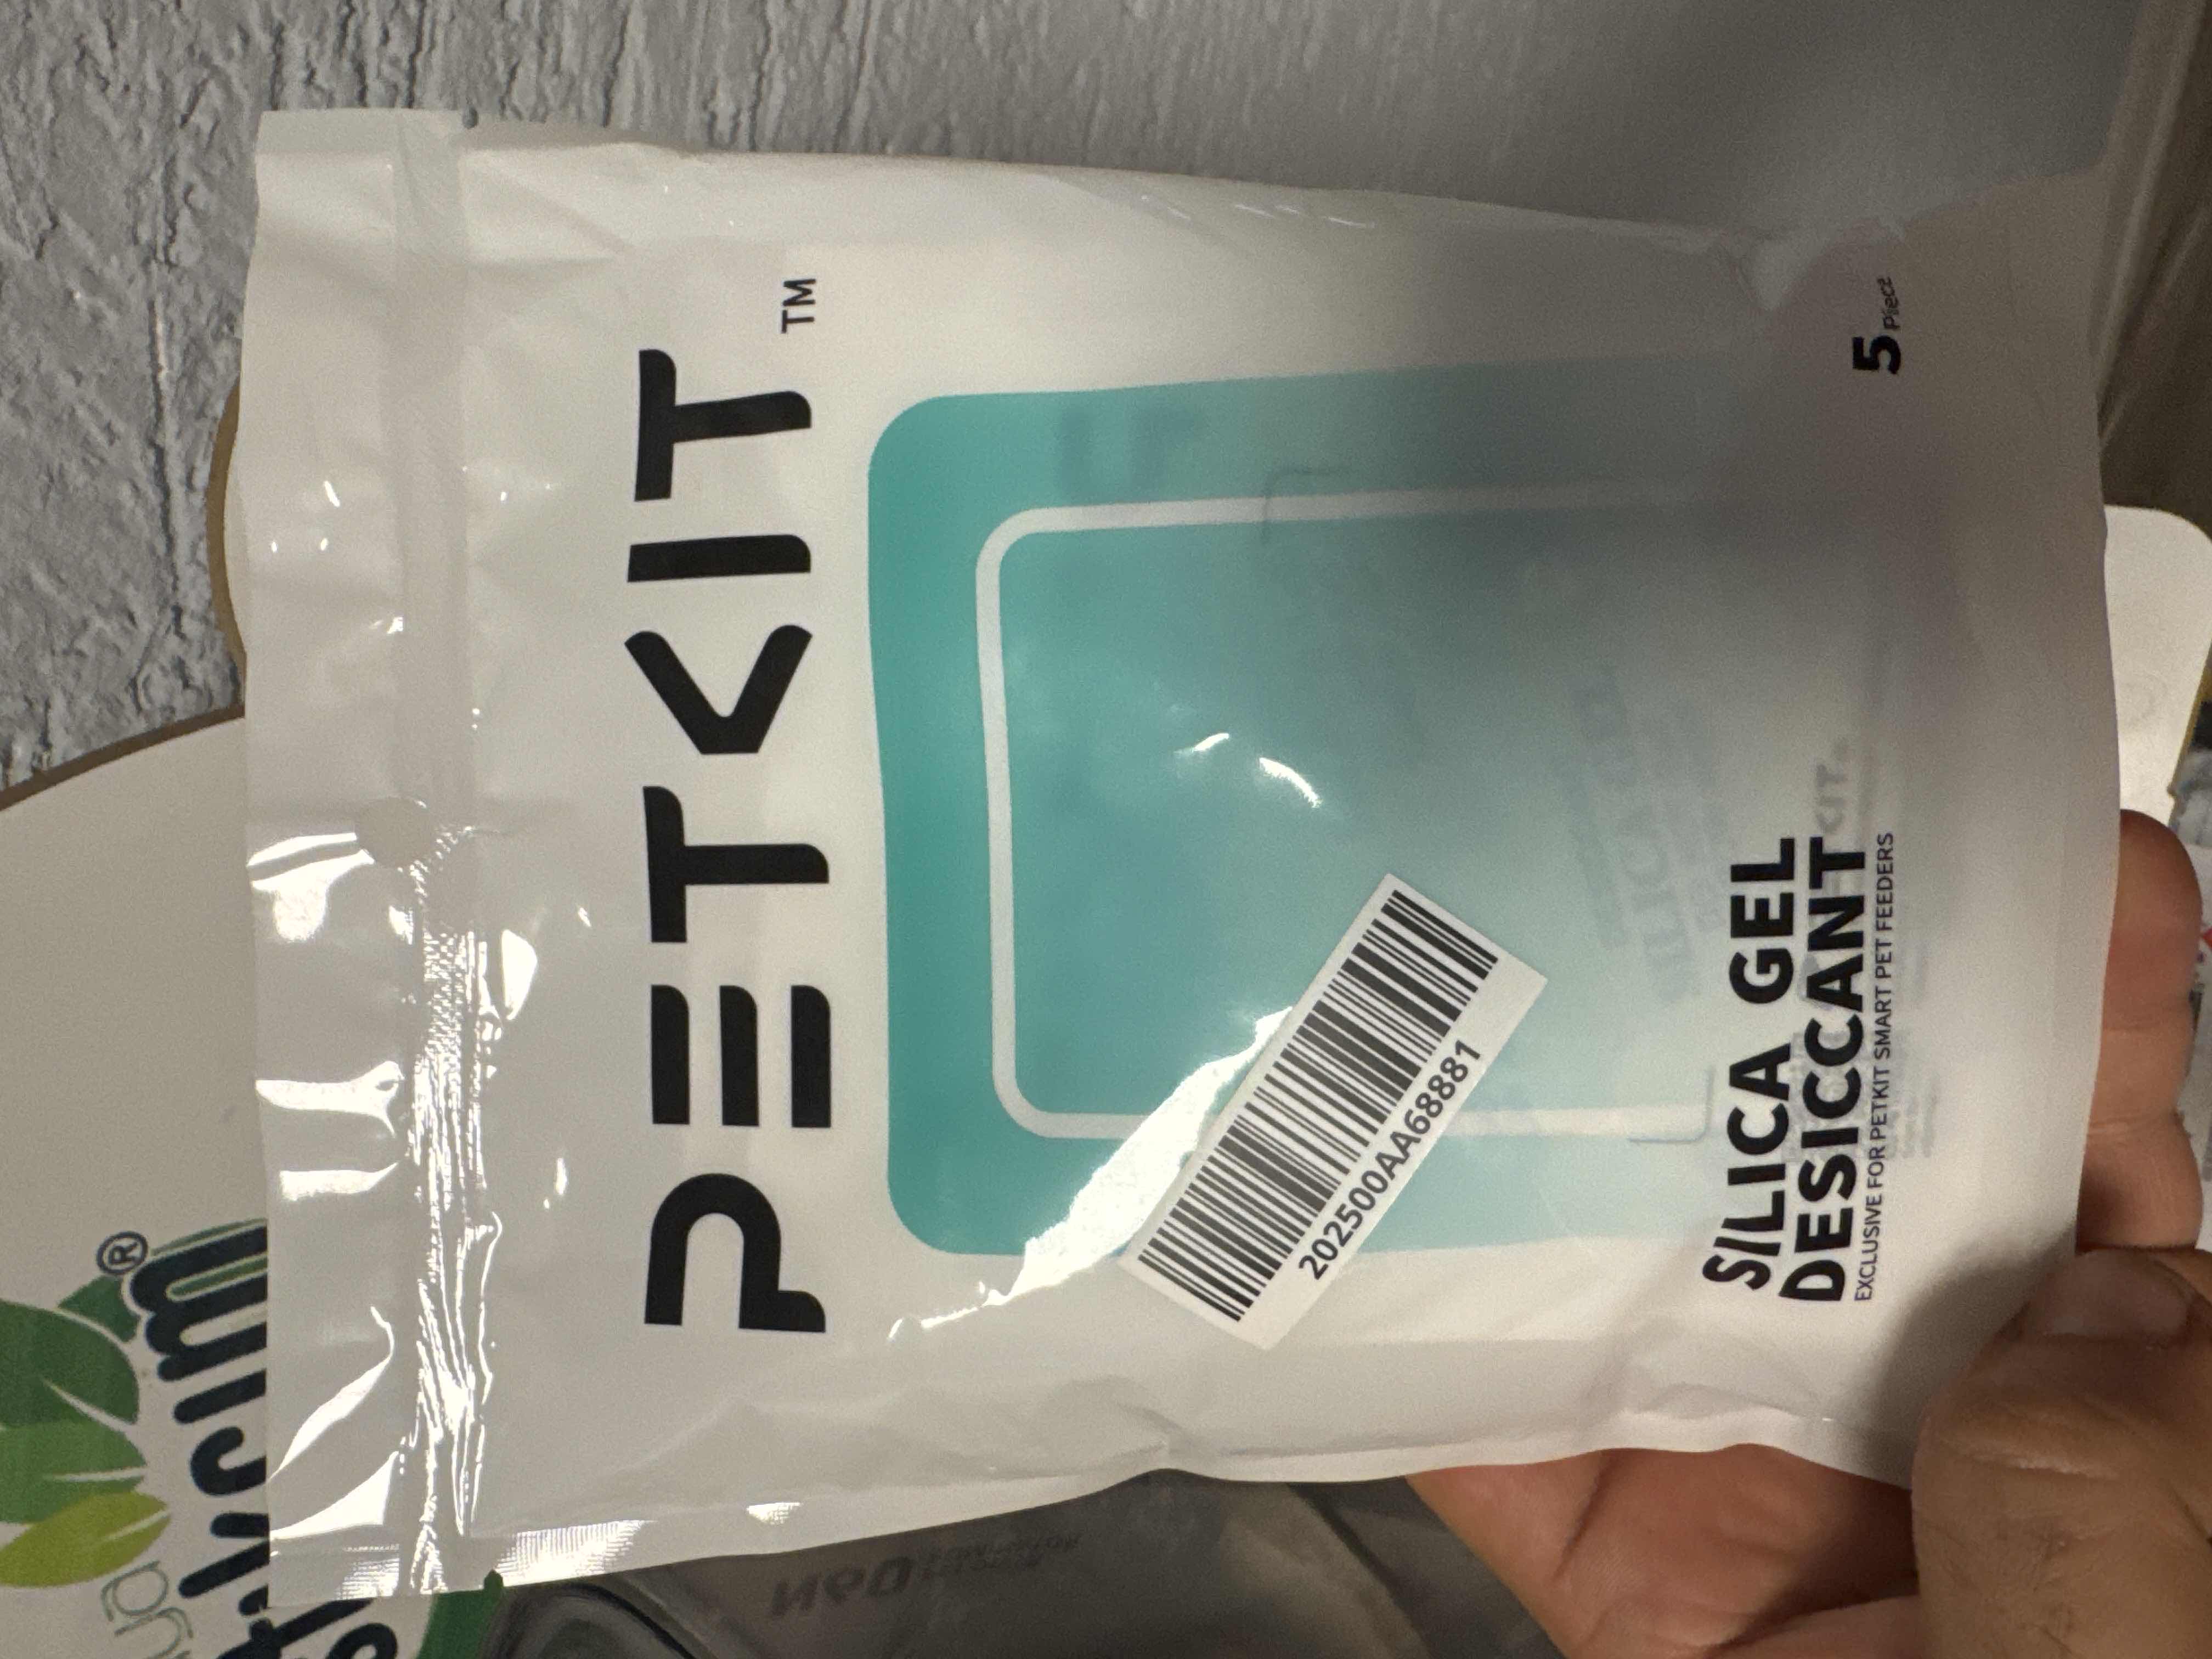 PETKIT™
202500AA68881
SILICA GEL
DESICCANT
EXCLUSIVE FOR PETKIT SMART PET FEEDERS
5 Piece
®
N&D